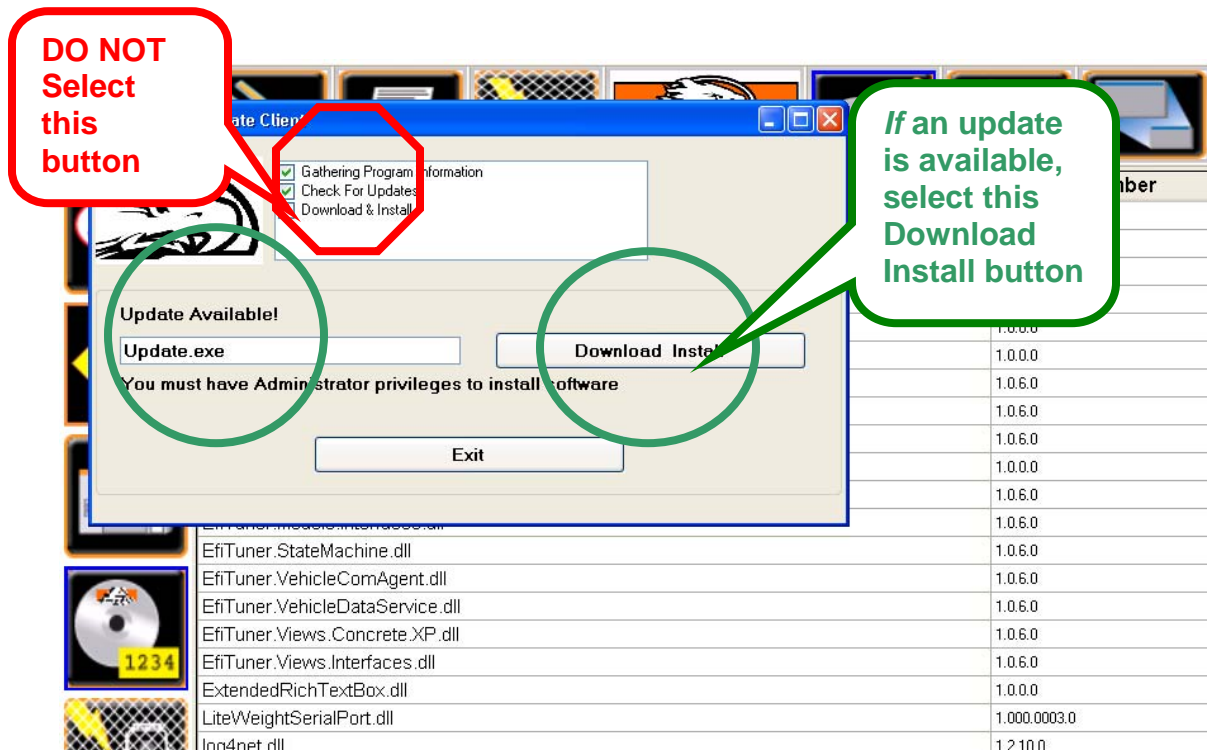 DO NOT
Select
this
button
If an update
is available,
select this
Download
Install button
ate Client
Gathering Program Information
Check For Updates
Download & Install
Update Available!
Update.exe
Download Install
You must have Administrator privileges to install software
Exit
1.0.0.0
1.0.0.0
1.0.6.0
1.0.6.0
1.0.6.0
1.0.0.0
1.0.6.0
1.0.6.0
EfiTuner.StateMachine.dll 1.0.6.0
EfiTuner.VehicleComAgent.dll 1.0.6.0
EfiTuner.VehicleDataService.dll 1.0.6.0
EfiTuner.Views.Concrete.XP.dll 1.0.6.0
EfiTuner.Views.Interfaces.dll 1.0.6.0
ExtendedRichTextBox.dll 1.0.0.0
LiteWeightSerialPort.dll 1.000.0003.0
log4net.dll 1.2.10.0
1234